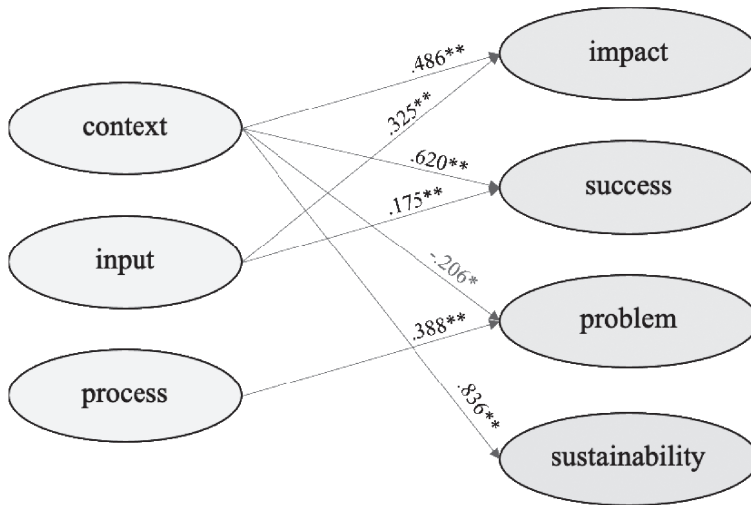 impact
.486**
context
.325**
.620**
success
.175**
input
-.206*
problem
.388**
process
.836**
sustainability